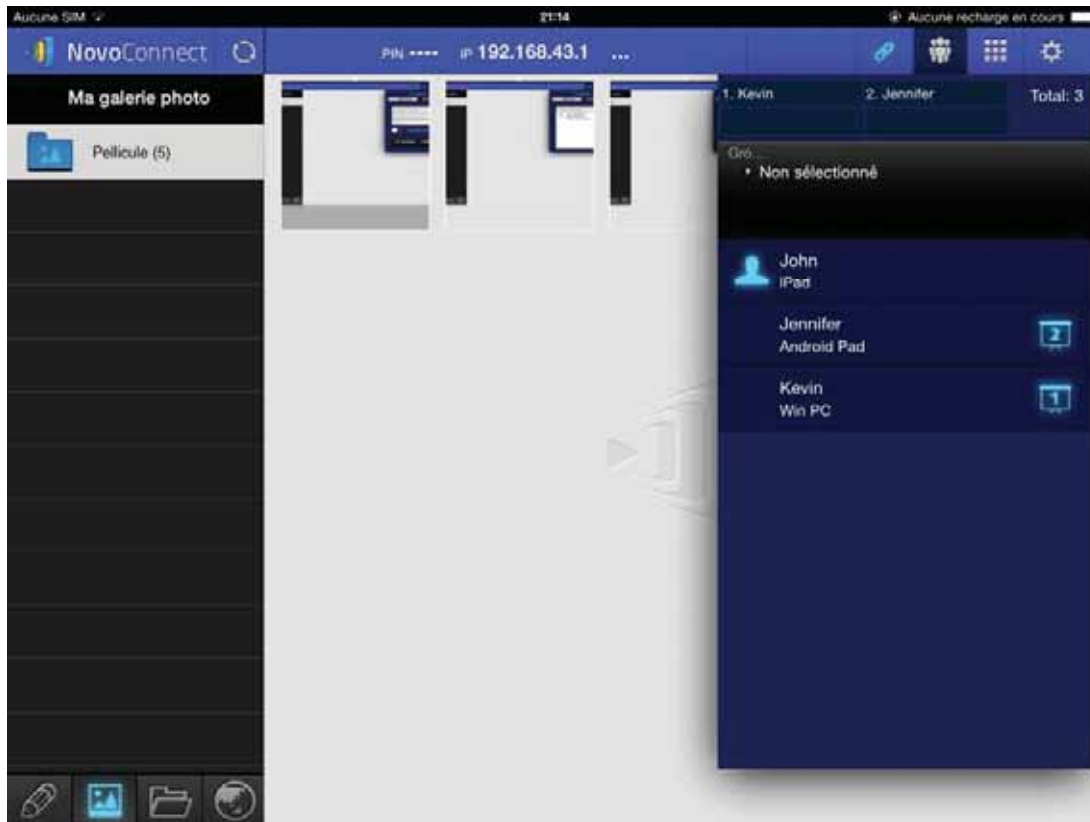 Aucune SIM
21:14
Aucune recharge en cours
NovoConnect
PIN ----
IP 192.168.43.1
...
Ma galerie photo
Pellicule (5)
1. Kevin
2. Jennifer
Total: 3
Gro...
• Non sélectionné
John
iPad
Jennifer
Android Pad
2
Kevin
Win PC
1